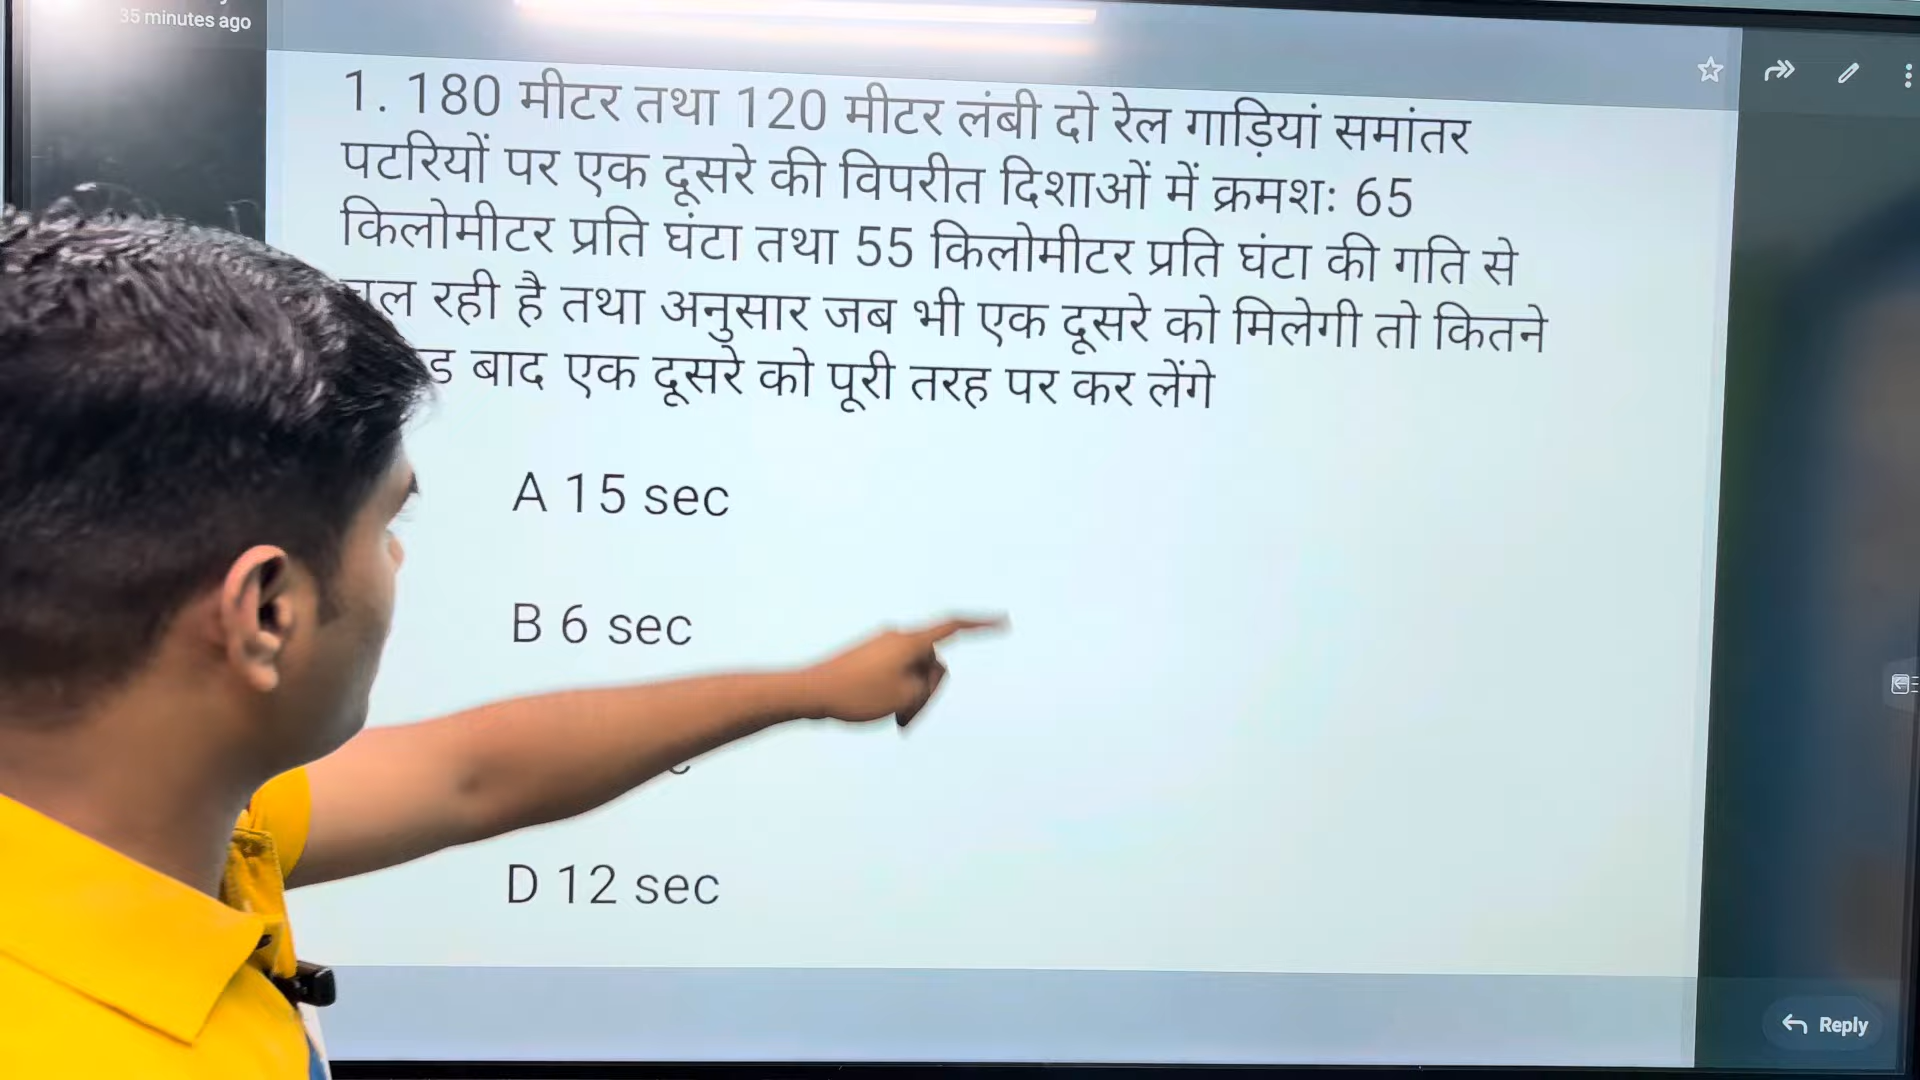 35 minutes ago
1. 180 मीटर तथा 120 मीटर लंबी दो रेल गाड़ियां समांतर
पटरियों पर एक दूसरे की विपरीत दिशाओं में क्रमशः 65
किलोमीटर प्रति घंटा तथा 55 किलोमीटर प्रति घंटा की गति से
रही है तथा अनुसार जब भी एक दूसरे को मिलेगी तो कितने
बाद एक दूसरे को पूरी तरह पर कर लेंगे
A 15 sec
B 6 sec
D 12 sec
Reply